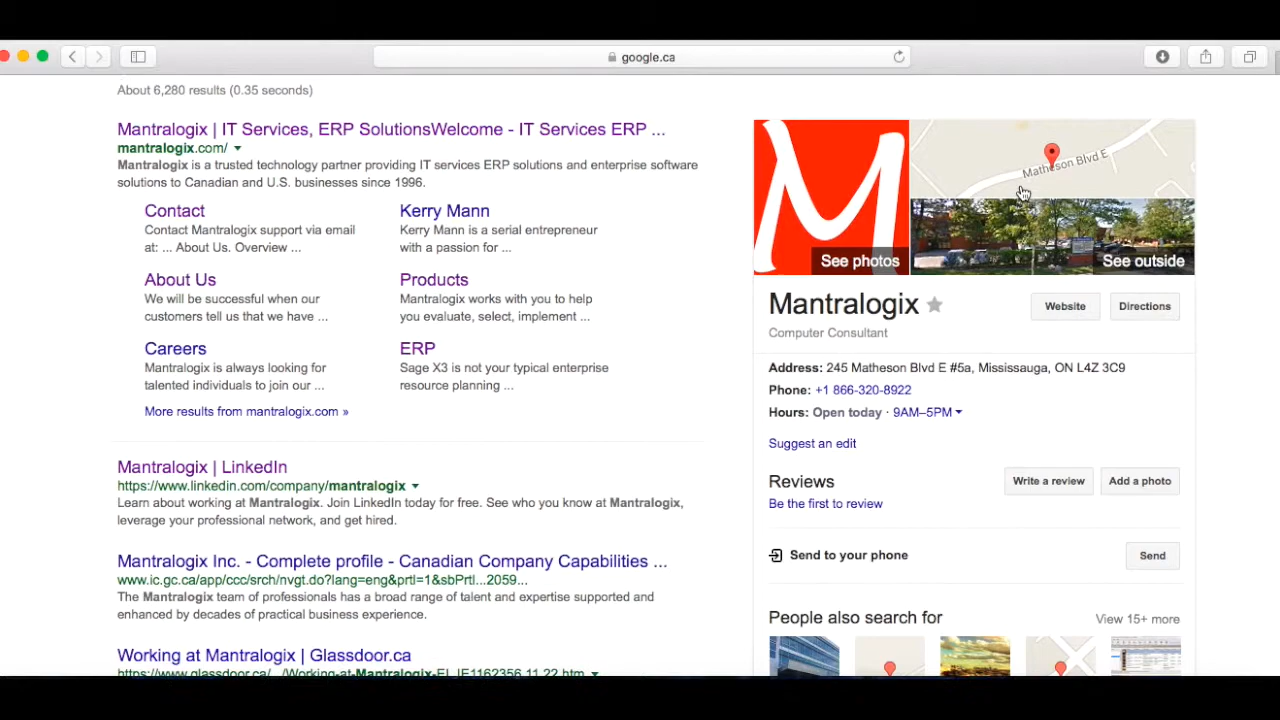 google.ca
About 6,280 results (0.35 seconds)
Mantralogix | IT Services, ERP SolutionsWelcome - IT Services ERP ...
mantralogix.com/
Mantralogix is a trusted technology partner providing IT services ERP solutions and enterprise software
solutions to Canadian and U.S. businesses since 1996.
Contact
Contact Mantralogix support via email
at: ... About Us. Overview ...
Kerry Mann
Kerry Mann is a serial entrepreneur
with a passion for ...
About Us
We will be successful when our
customers tell us that we have ...
Products
Mantralogix works with you to help
you evaluate, select, implement ...
Careers
Mantralogix is always looking for
talented individuals to join our ...
ERP
Sage X3 is not your typical enterprise
resource planning ...
More results from mantralogix.com »
Mantralogix | LinkedIn
https://www.linkedin.com/company/mantralogix
Learn about working at Mantralogix. Join LinkedIn today for free. See who you know at Mantralogix,
leverage your professional network, and get hired.
Mantralogix Inc. - Complete profile - Canadian Company Capabilities ...
www.ic.gc.ca/app/ccc/srch/nvgt.do?lang=eng&prtl=1&sbPrtl...2059...
The Mantralogix team of professionals has a broad range of talent and expertise supported and
enhanced by decades of practical business experience.
Working at Mantralogix | Glassdoor.ca
https://www.glassdoor.ca/.../Working-at-Mantralogix-EI_IE1162356.11,22.htm
M
See photos
Matheson Blvd E
See outside
Mantralogix
Website
Directions
Computer Consultant
Address: 245 Matheson Blvd E #5a, Mississauga, ON L4Z 3C9
Phone: +1 866-320-8922
Hours: Open today · 9AM–5PM
Suggest an edit
Reviews
Write a review
Add a photo
Be the first to review
Send to your phone
Send
People also search for
View 15+ more